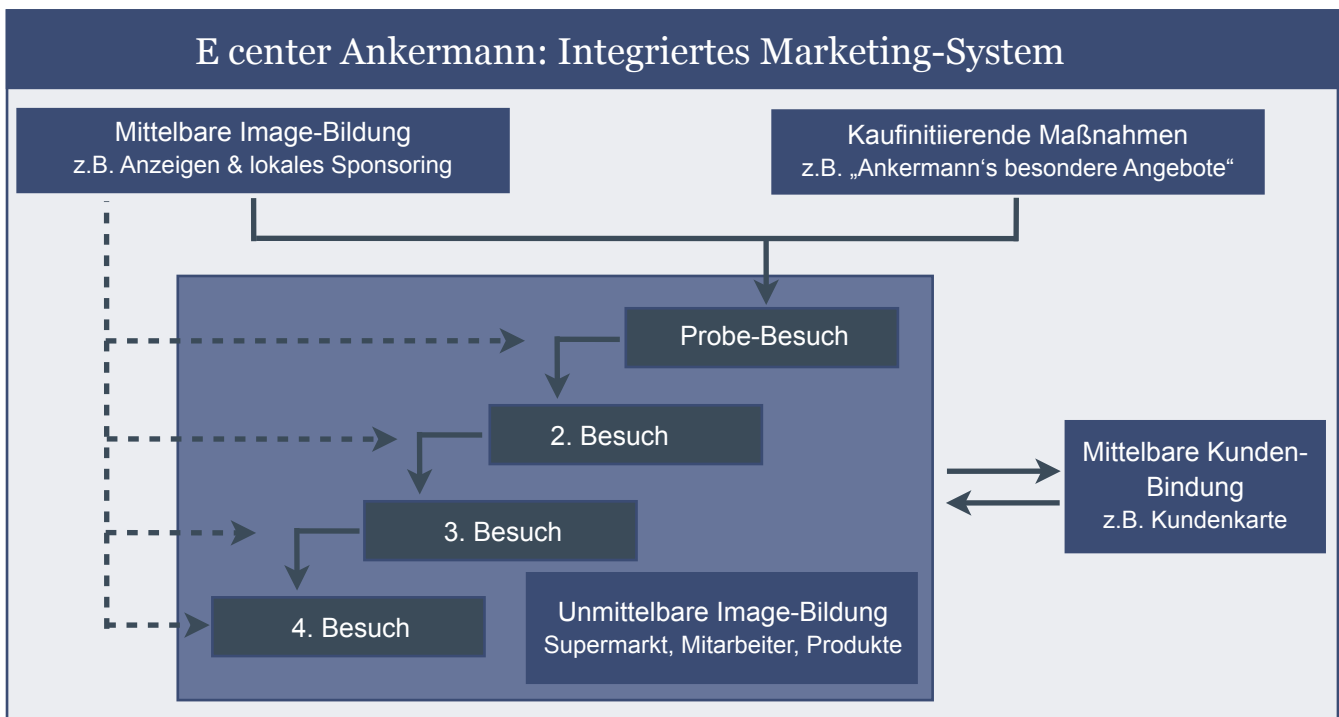 E center Ankermann: Integriertes Marketing-System
Mittelbare Image-Bildung
z.B. Anzeigen & lokales Sponsoring
Kaufinitiierende Maßnahmen
z.B. „Ankermann‘s besondere Angebote“
Probe-Besuch
2. Besuch
3. Besuch
4. Besuch
Mittelbare Kunden-
Bindung
z.B. Kundenkarte
Unmittelbare Image-Bildung
Supermarkt, Mitarbeiter, Produkte